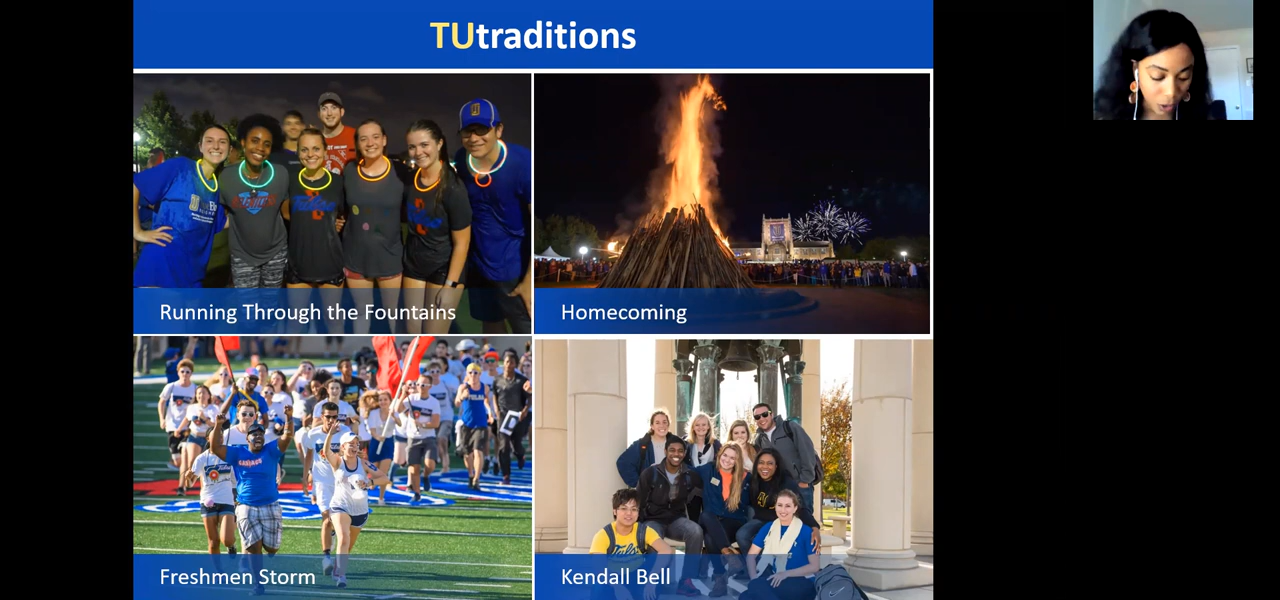 TUtraditions
Running Through the Fountains
Homecoming
Freshmen Storm
Kendall Bell